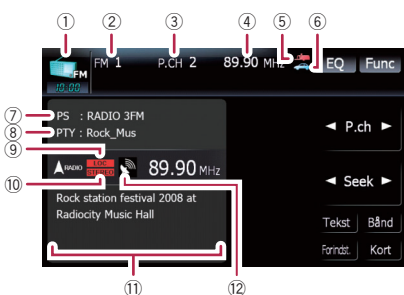 ① ② ③ ④ ⑤ ⑥
FM 1 P.CH 2 89.90 MHz EQ Func
FM
10:00
⑦ PS : RADIO 3FM
⑧ PTY : Rock_Mus
◄ P.ch ►
⑨
RADIO LOC
STEREO 89.90 MHz
⑩
◄ Seek ►
Rock station festival 2008 at
Radiocity Music Hall
Tekst Bånd
Forindst. Kort
⑪ ⑫